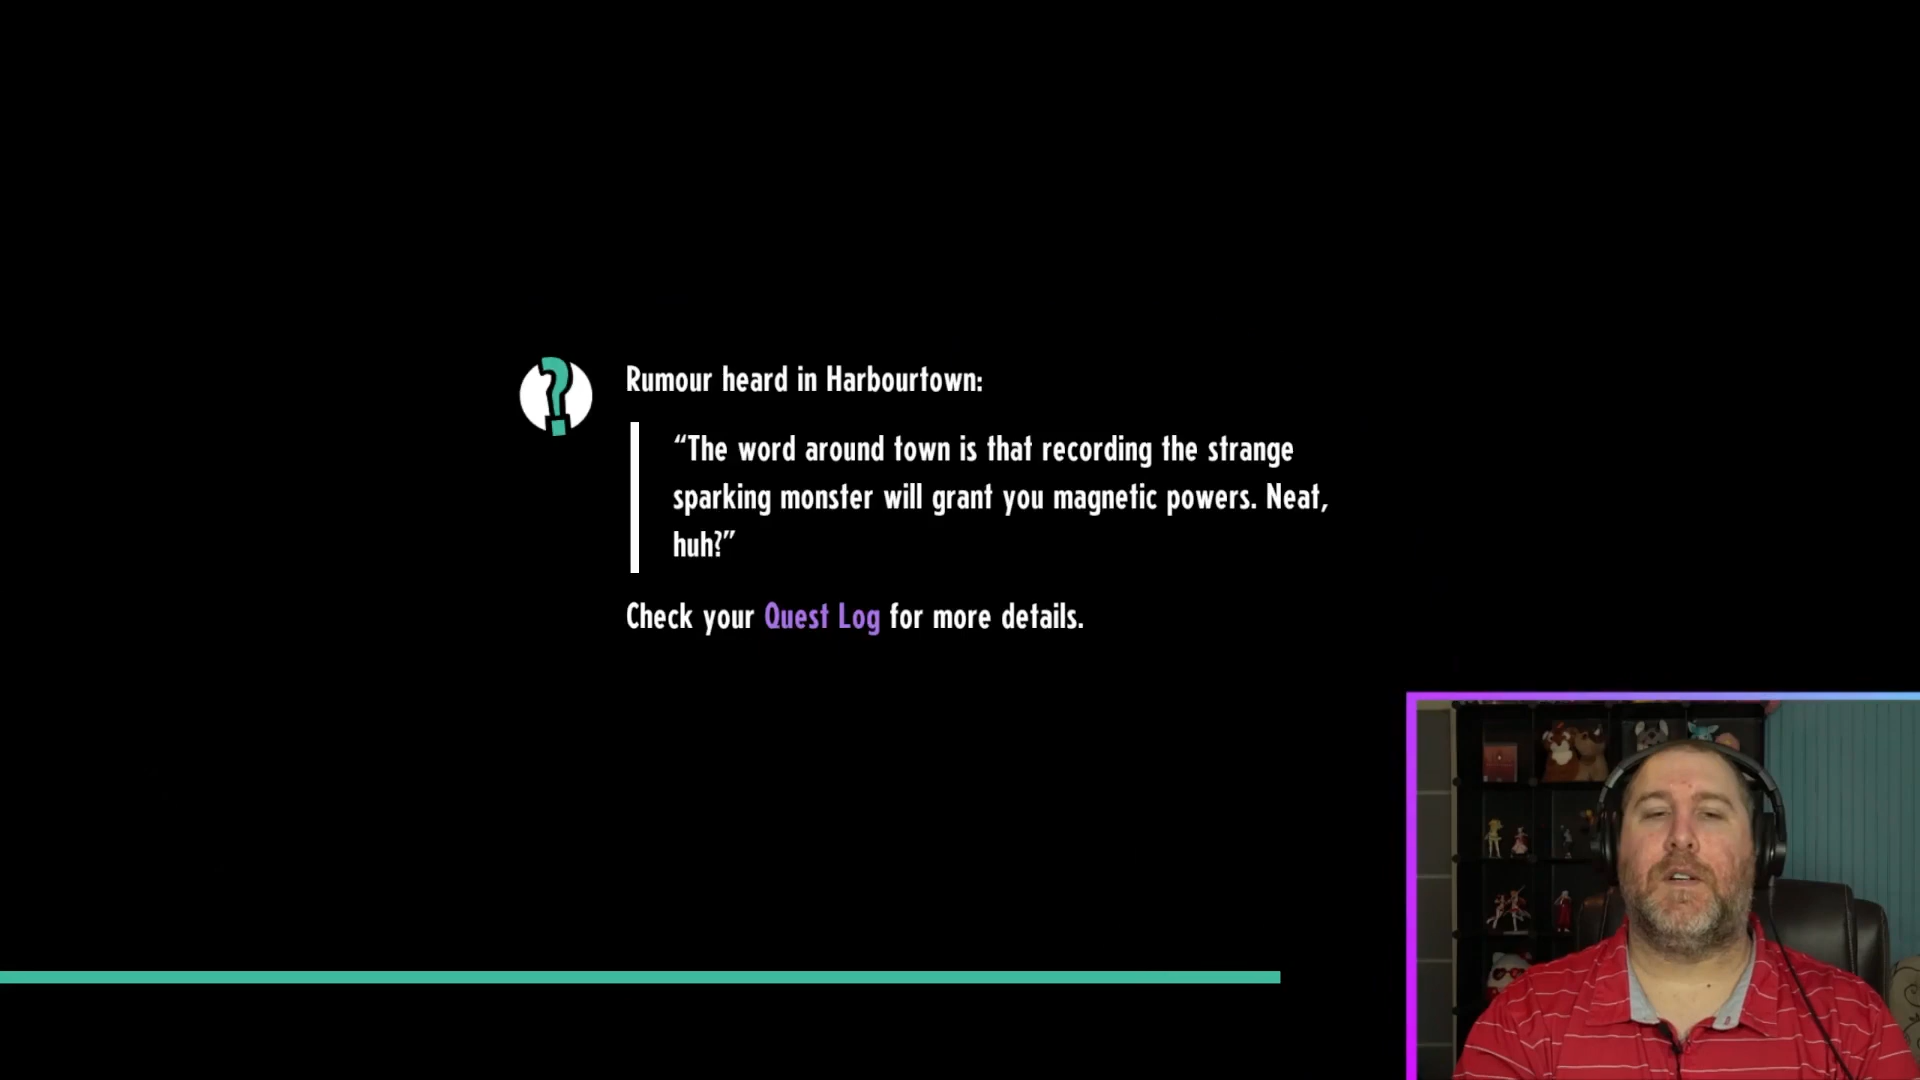 Rumour heard in Harbourtown:
“The word around town is that recording the strange
sparking monster will grant you magnetic powers. Neat,
huh?”
Check your Quest Log for more details.